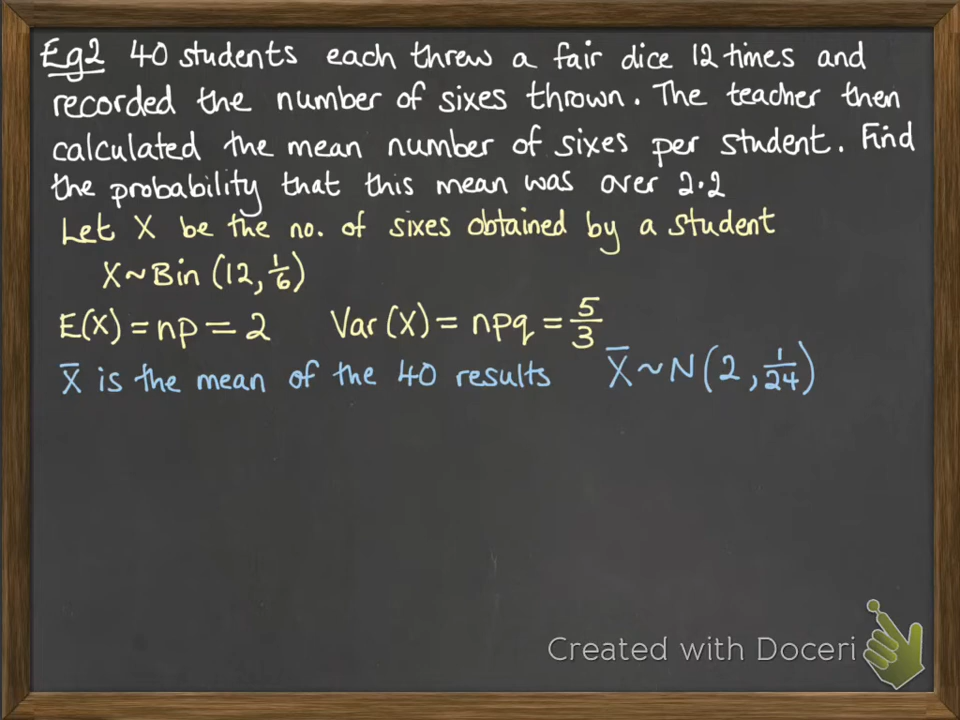 Eg2 40 students each threw a fair dice 12 times and
recorded the number of sixes thrown. The teacher then
calculated the mean number of sixes per student. Find
the probability that this mean was over 2.2
Let X be the no. of sixes obtained by a student
X~Bin (12, 1/6)
E(X) = np = 2 Var (X) = npq = 5/3
X̄ is the mean of the 40 results X̄ ~ N(2, 1/24)
Created with Doceri